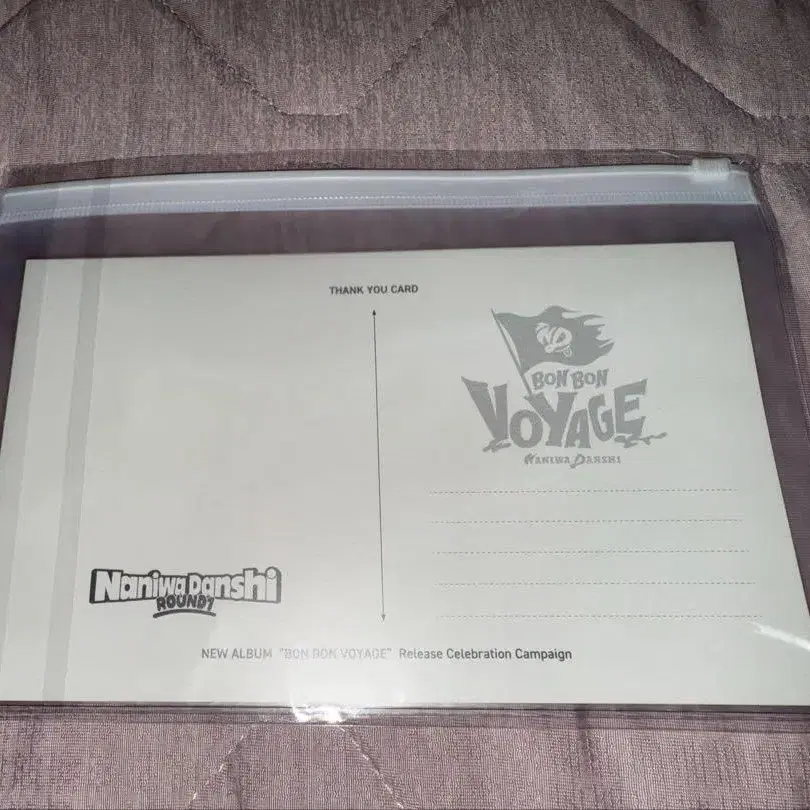 THANK YOU CARD
ND
BON BON
VOYAGE
NANIWA DANSHI
Naniwa Danshi
ROUND1
NEW ALBUM "BON BON VOYAGE" Release Celebration Campaign